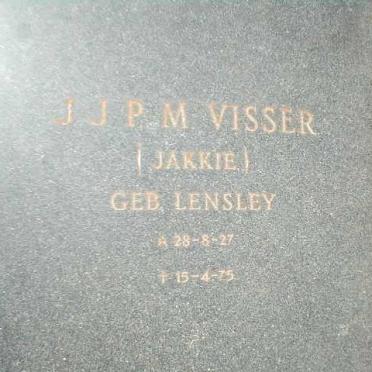 J J P M VISSER
(JAKKIE)
GEB LENSLEY
A 28-8-27
† 15-4-75